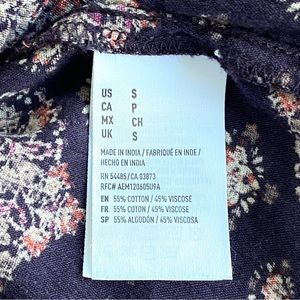 US S
CA P
MX CH
UK S
MADE IN INDIA / FABRIQUÉ EN INDE /
HECHO EN INDIA
RN 54485/CA 03873
RFC# AEM120605U9A
EN 55% COTTON / 45% VISCOSE
FR 55% COTON / 45% VISCOSE
SP 55% ALGODÓN / 45% VISCOSA